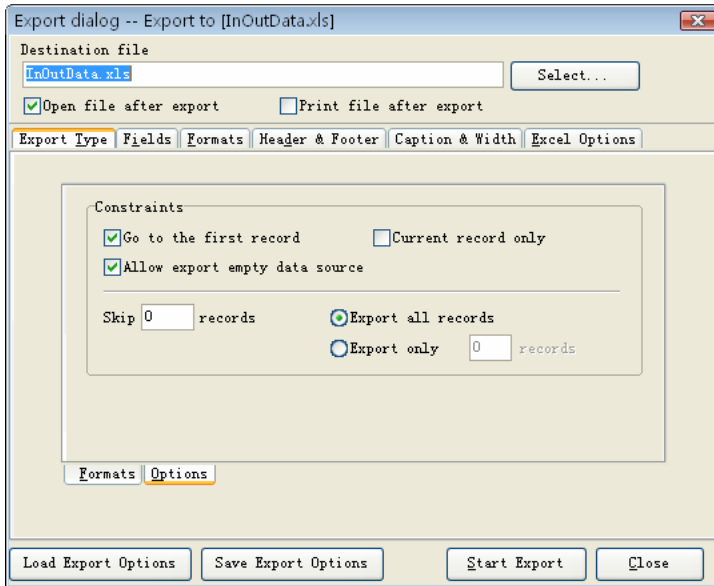 Export dialog -- Export to [InOutData.xls]
Destination file
InOutData.xls Select...
Open file after export Print file after export
Export Type Fields Formats Header & Footer Caption & Width Excel Options
Constraints
Go to the first record Current record only
Allow export empty data source
Skip 0 records Export all records
Export only 0 records
Formats Options
Load Export Options Save Export Options Start Export Close